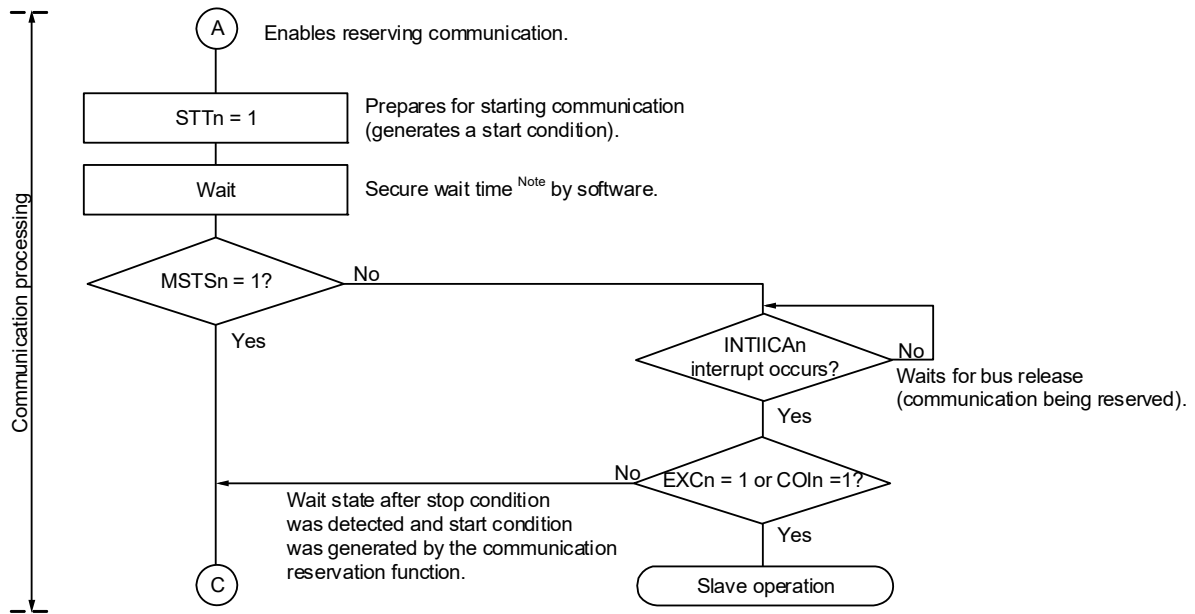 A
Enables reserving communication.
STTn = 1
Prepares for starting communication
(generates a start condition).
Wait
Secure wait time Note by software.
MSTSn = 1?
No
Yes
INTIICAn
interrupt occurs?
No
Waits for bus release
(communication being reserved).
Yes
EXCn = 1 or COIn =1?
No
Wait state after stop condition
was detected and start condition
was generated by the communication
reservation function.
Yes
C
Slave operation
Communication processing